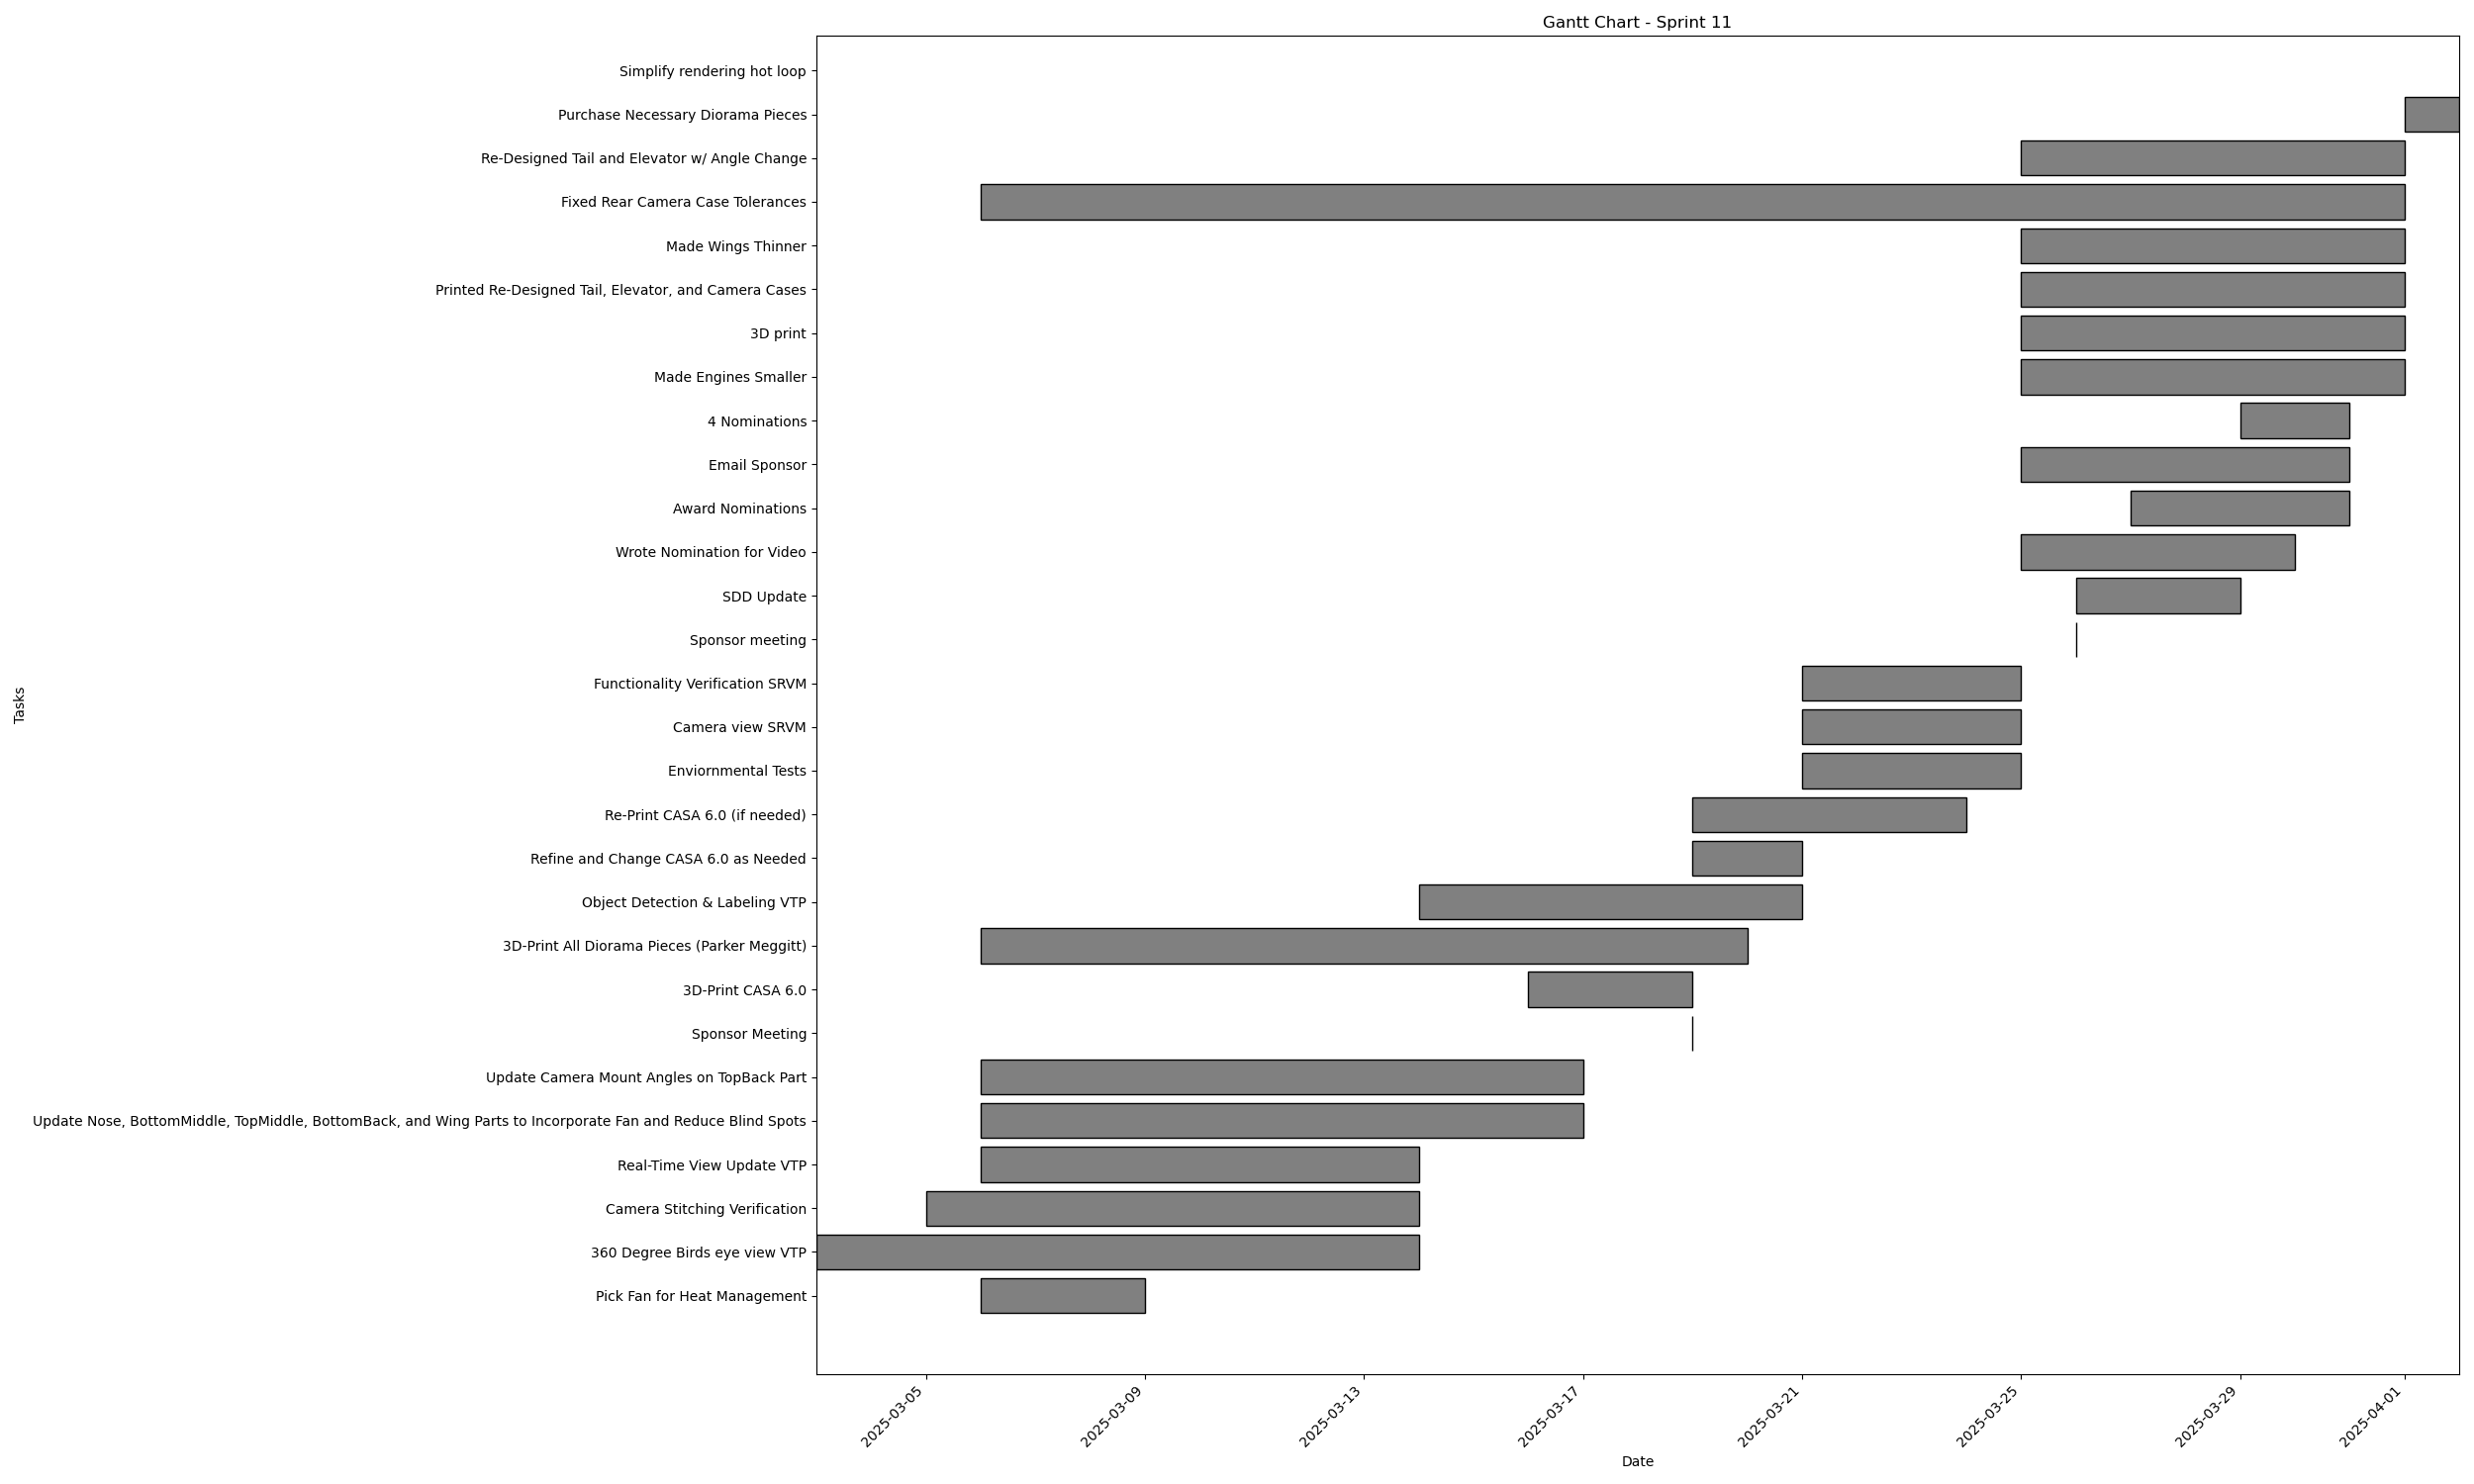 Gantt Chart - Sprint 11
Simplify rendering hot loop
Purchase Necessary Diorama Pieces
Re-Designed Tail and Elevator w/ Angle Change
Fixed Rear Camera Case Tolerances
Made Wings Thinner
Printed Re-Designed Tail, Elevator, and Camera Cases
3D print
Made Engines Smaller
4 Nominations
Email Sponsor
Award Nominations
Wrote Nomination for Video
SDD Update
Sponsor meeting
Functionality Verification SRVM
Camera view SRVM
Enviornmental Tests
Re-Print CASA 6.0 (if needed)
Refine and Change CASA 6.0 as Needed
Object Detection & Labeling VTP
3D-Print All Diorama Pieces (Parker Meggitt)
3D-Print CASA 6.0
Sponsor Meeting
Update Camera Mount Angles on TopBack Part
Update Nose, BottomMiddle, TopMiddle, BottomBack, and Wing Parts to Incorporate Fan and Reduce Blind Spots
Real-Time View Update VTP
Camera Stitching Verification
360 Degree Birds eye view VTP
Pick Fan for Heat Management
Tasks
2025-03-05
2025-03-09
2025-03-13
2025-03-17
2025-03-21
2025-03-25
2025-03-29
2025-04-01
Date